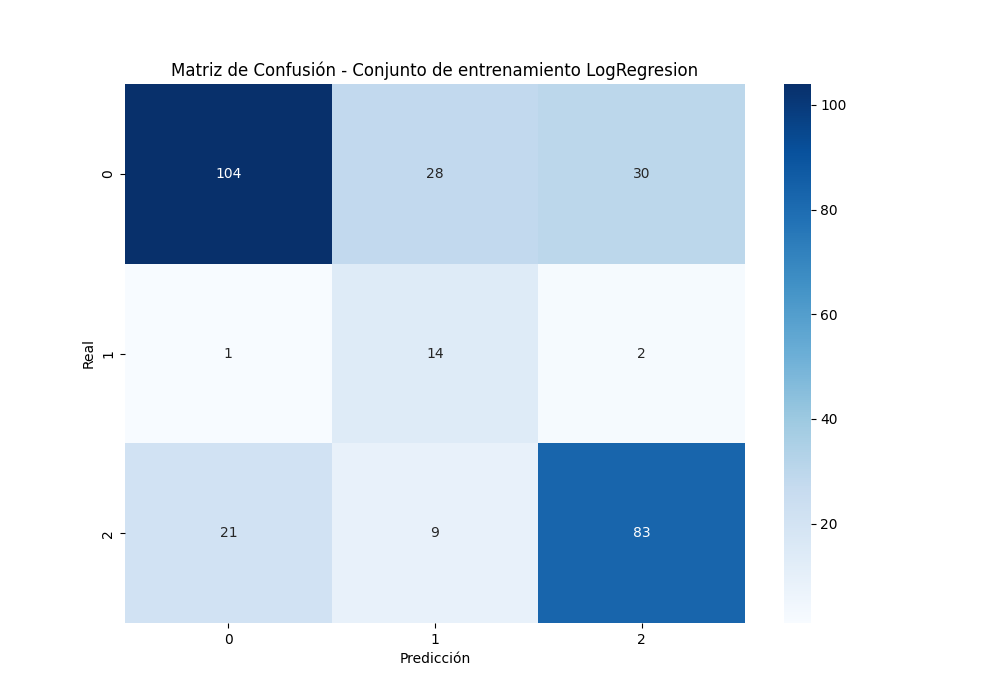 Matriz de Confusión - Conjunto de entrenamiento LogRegresion
104 28 30
1 14 2
21 9 83
0
1
2
Real
0 1 2
Predicción
100
80
60
40
20